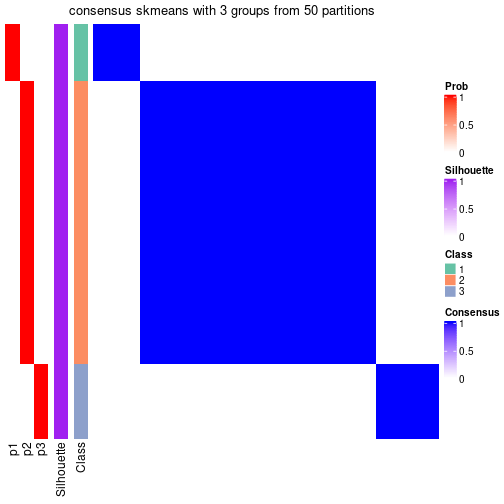 consensus skmeans with 3 groups from 50 partitions
Prob
1
0.5
0
Silhouette
1
0.5
0
Class
1
2
3
Consensus
1
0.5
0
p1
p2
p3
Silhouette
Class